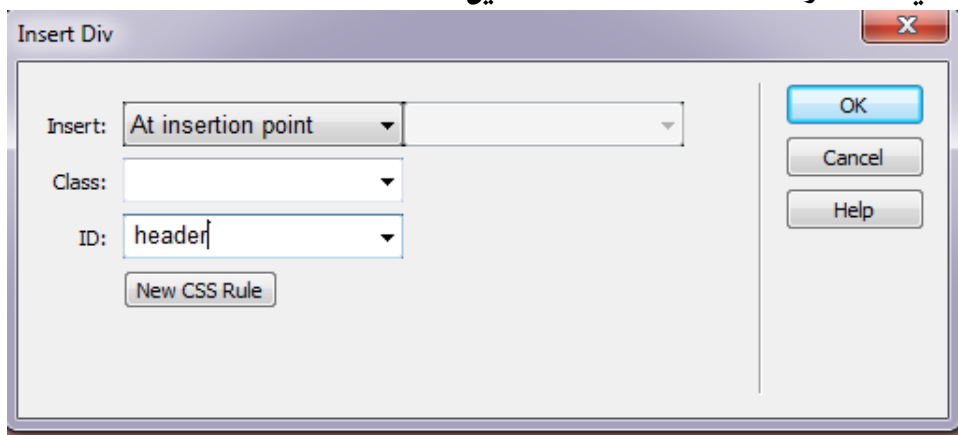 Insert Div
Insert: At insertion point
Class:
ID: header
New CSS Rule
OK
Cancel
Help